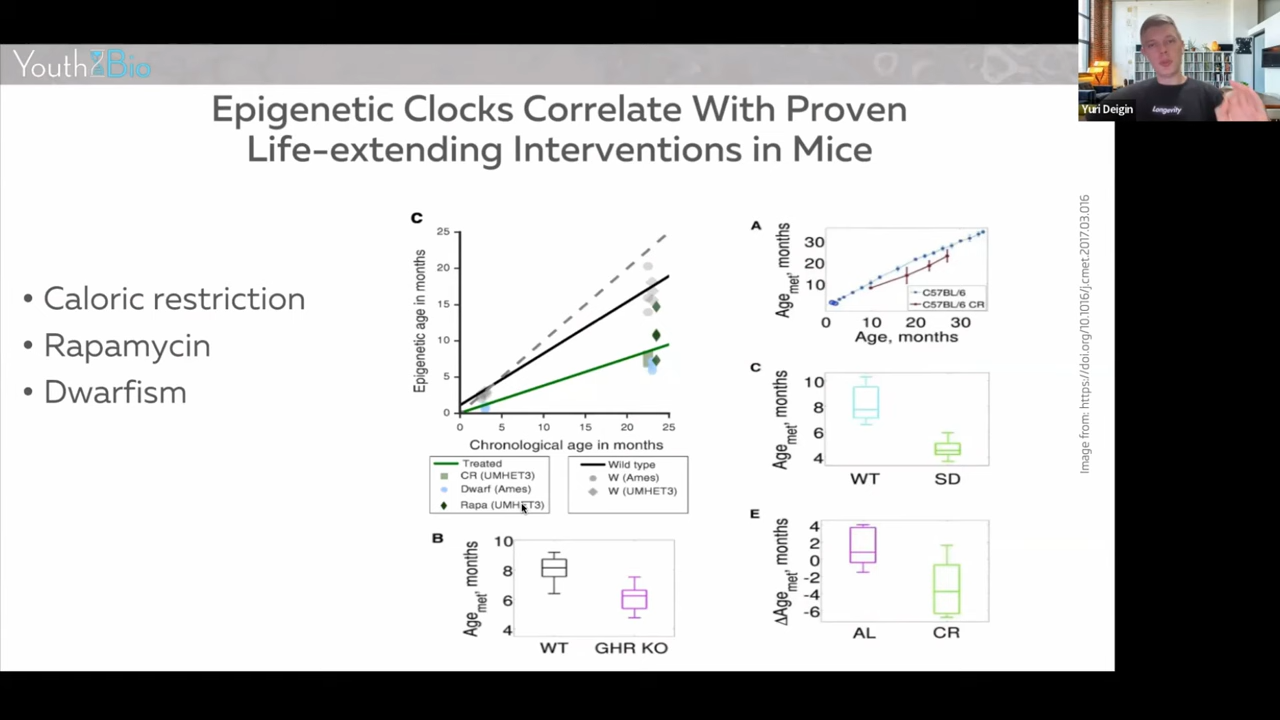 Youth Bio
Yuri Deigin
Longevity
Epigenetic Clocks Correlate With Proven
Life-extending Interventions in Mice
• Caloric restriction
• Rapamycin
• Dwarfism
C
Epigenetic age in months
25
20
15
10
5
0
0 5 10 15 20 25
Chronological age in months
Treated
CR (UMHET3)
Dwarf (Ames)
Rapa (UMHET3)
Wild type
W (Ames)
W (UMHET3)
B
Age_met, months
10
8
6
4
WT GHR KO
A
Age_met, months
30
20
10
C57BL/6
C57BL/6 CR
0 10 20 30
Age, months
C
Age_met, months
10
8
6
4
WT SD
E
ΔAge_met, months
4
2
0
-2
-4
-6
AL CR
Image from: https://doi.org/10.1016/j.cmet.2017.03.016